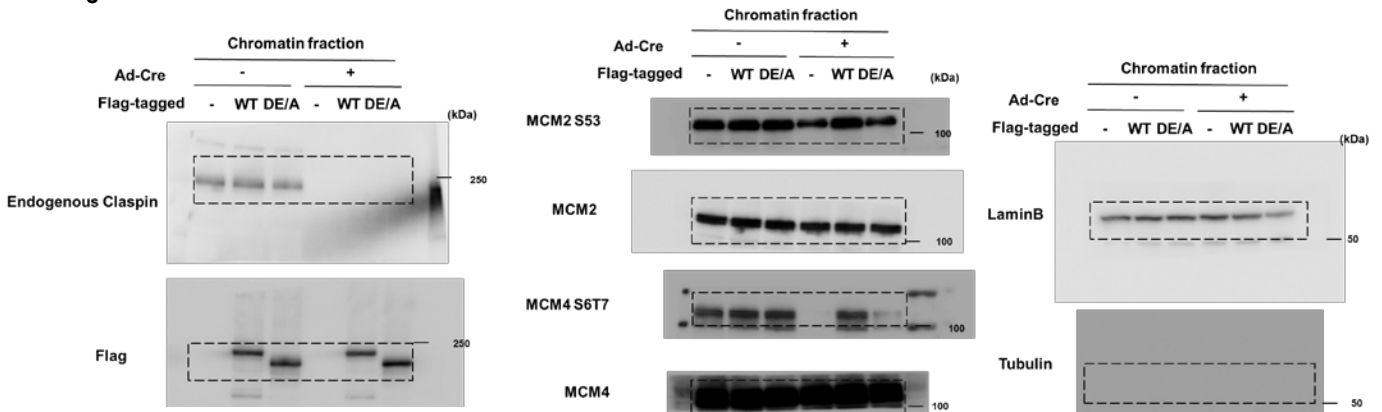 Chromatin fraction
Ad-Cre - +
Flag-tagged - WT DE/A - WT DE/A
(kDa)
250
Endogenous Claspin
250
Flag
Chromatin fraction
Ad-Cre - +
Flag-tagged - WT DE/A - WT DE/A (kDa)
MCM2 S53
100
MCM2
100
MCM4 S6T7
100
MCM4
100
Chromatin fraction
Ad-Cre - +
Flag-tagged - WT DE/A - WT DE/A
(kDa)
LaminB
50
Tubulin
50